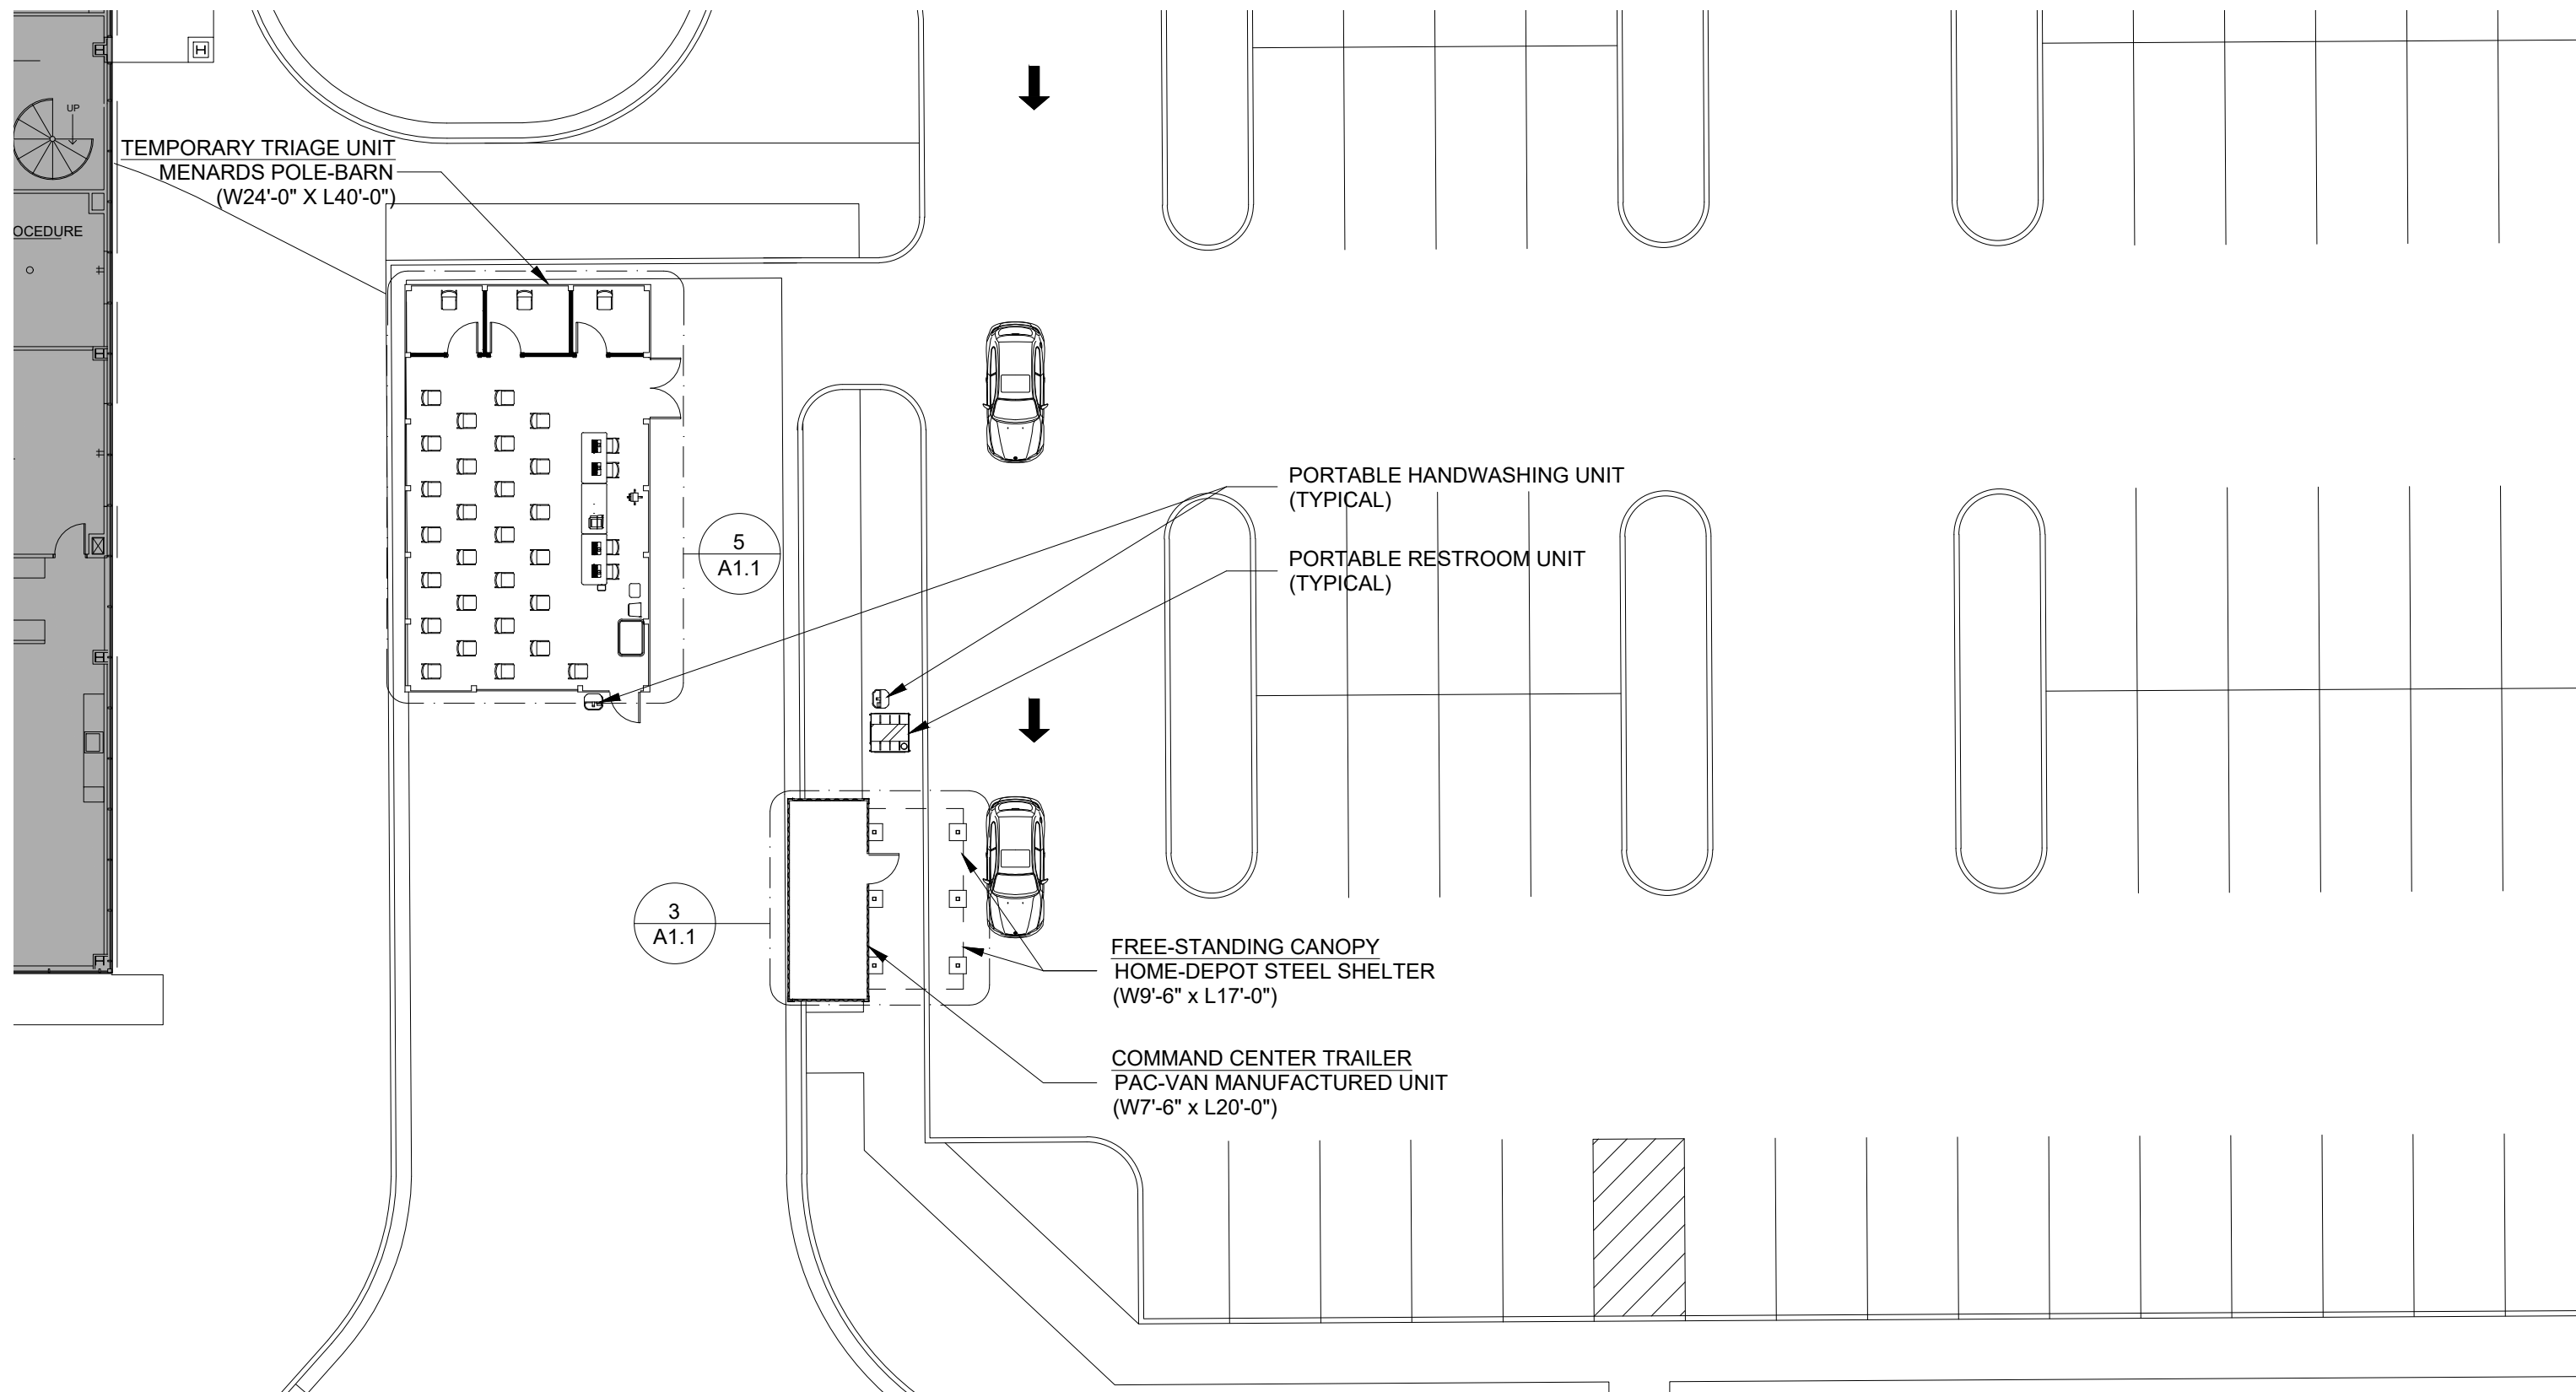 UP
TEMPORARY TRIAGE UNIT
MENARDS POLE-BARN
(W24'-0" X L40'-0")
OCEDURE
PORTABLE HANDWASHING UNIT
(TYPICAL)
5
A1.1
PORTABLE RESTROOM UNIT
(TYPICAL)
3
A1.1
FREE-STANDING CANOPY
HOME-DEPOT STEEL SHELTER
(W9'-6" x L17'-0")
COMMAND CENTER TRAILER
PAC-VAN MANUFACTURED UNIT
(W7'-6" x L20'-0")